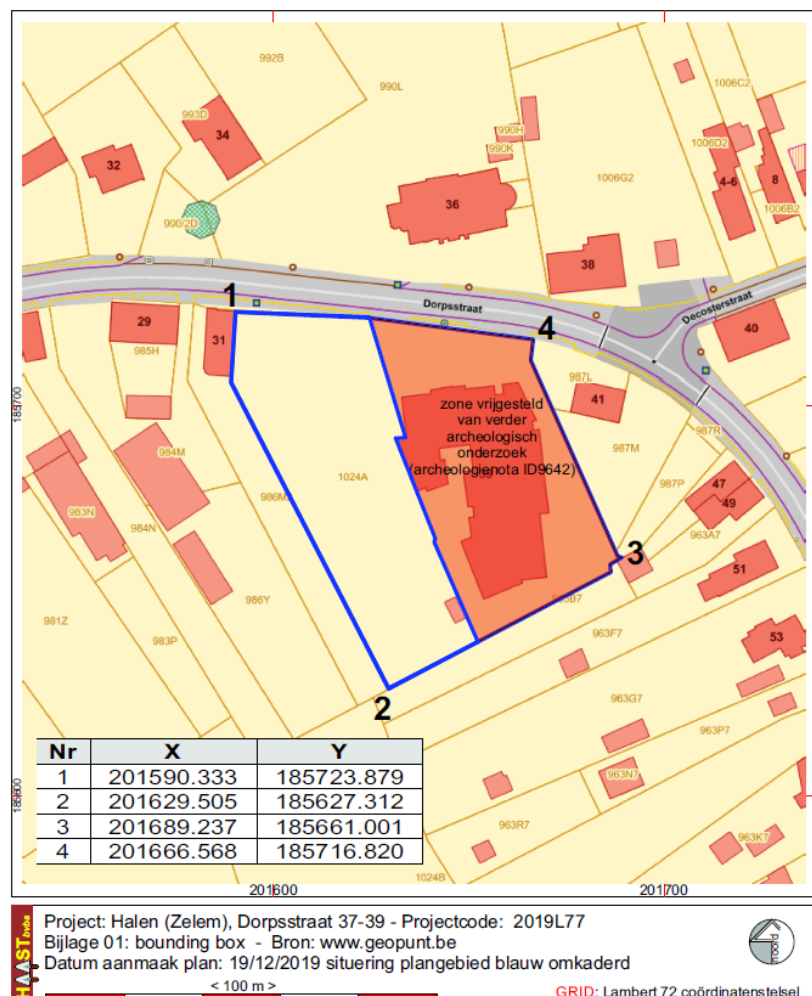 992B
990L
1006C2
993D
34
990H
990K
1006D2
32
4-6
8
1006G2
1006B2
36
990/2D
38
1
Dorpsstraat
4
Decosterstraat
29
31
40
985H
987L
185700
41
zone vrijgesteld
van verder
archeologisch
onderzoek
(archeologienota ID9642)
987R
987M
984M
1024A
987P
47
49
986M
983N
984N
963A7
3
51
986Y
981Z
983P
963F7
53
2
963G7
963P7
Nr X Y
1 201590.333 185723.879
2 201629.505 185627.312
3 201689.237 185661.001
4 201666.568 185716.820
185600
963N7
963R7
963K7
1024B
201600 201700
HAAST bvba
Project: Halen (Zelem), Dorpsstraat 37-39 - Projectcode: 2019L77
Bijlage 01: bounding box - Bron: www.geopunt.be
Datum aanmaak plan: 19/12/2019 situering plangebied blauw omkaderd
noord
< 100 m >
GRID: Lambert 72 coördinatenstelsel